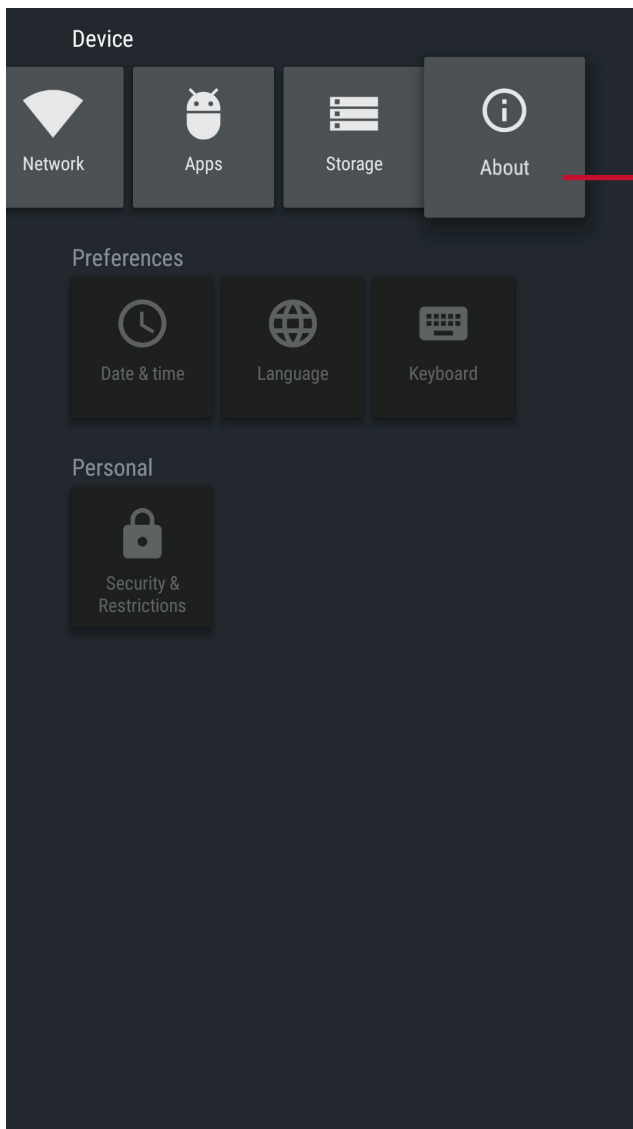 Device
Network Apps Storage About
Preferences
Date & time Language Keyboard
Personal
Security &
Restrictions